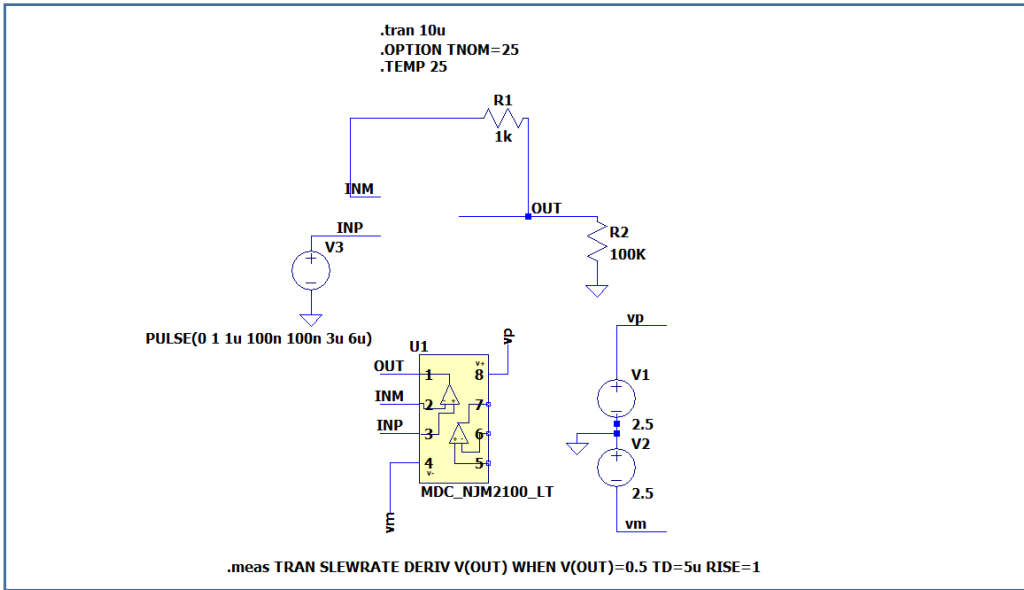 .tran 10u
.OPTION TNOM=25
.TEMP 25
R1
1k
INM
OUT
INP
V3
R2
100K
PULSE(0 1 1u 100n 100n 3u 6u)
vp
vp
U1
OUT
1
v+
8
INM
2
7
INP
3
6
4
v-
5
MDC_NJM2100_LT
vm
V1
2.5
V2
2.5
vm
.meas TRAN SLEWRATE DERIV V(OUT) WHEN V(OUT)=0.5 TD=5u RISE=1